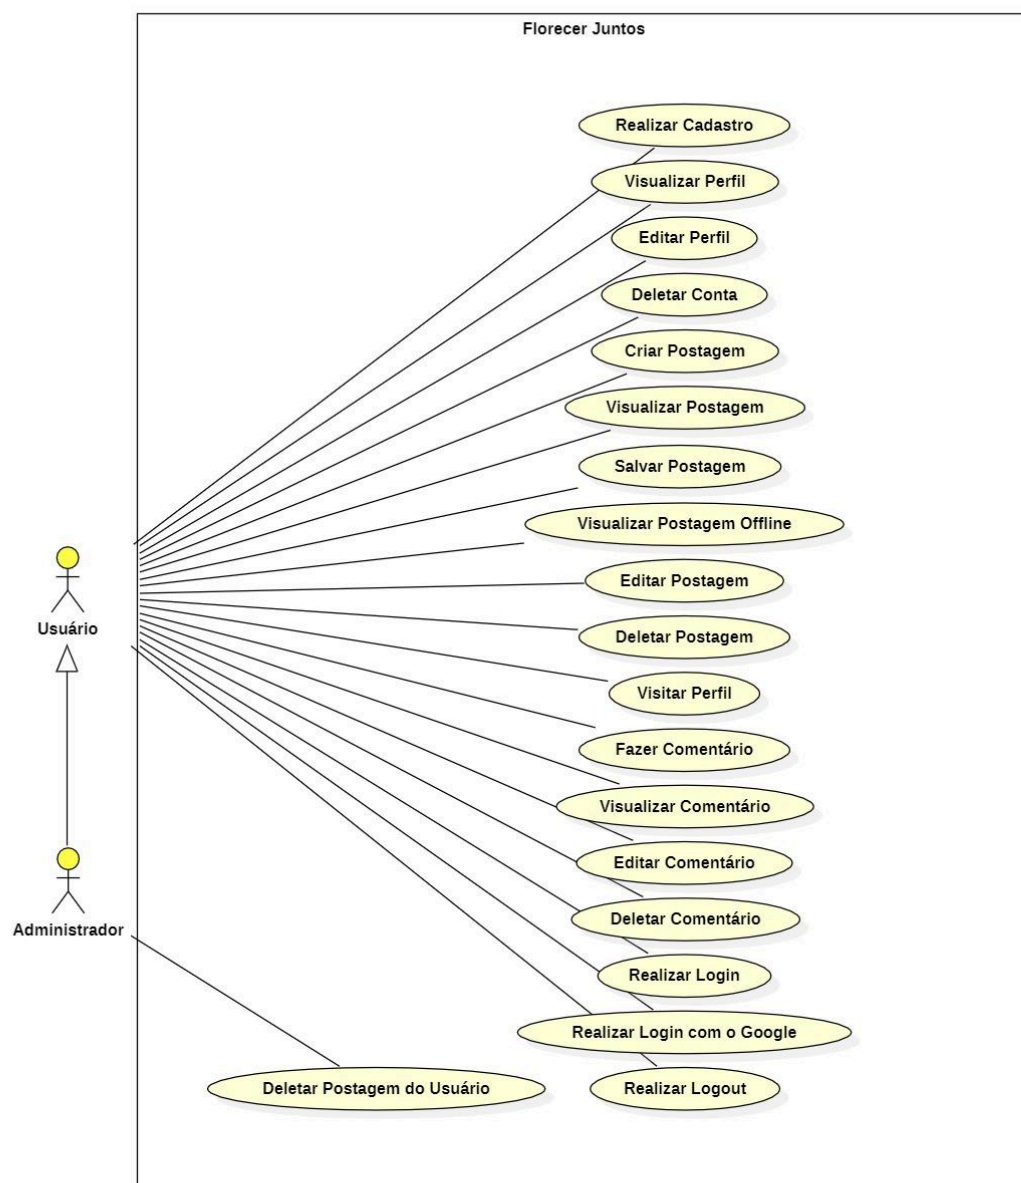 Florecer Juntos
Realizar Cadastro
Visualizar Perfil
Editar Perfil
Deletar Conta
Criar Postagem
Visualizar Postagem
Salvar Postagem
Visualizar Postagem Offline
Editar Postagem
Usuário
Deletar Postagem
Visitar Perfil
Fazer Comentário
Visualizar Comentário
Editar Comentário
Deletar Comentário
Administrador
Realizar Login
Realizar Login com o Google
Deletar Postagem do Usuário
Realizar Logout